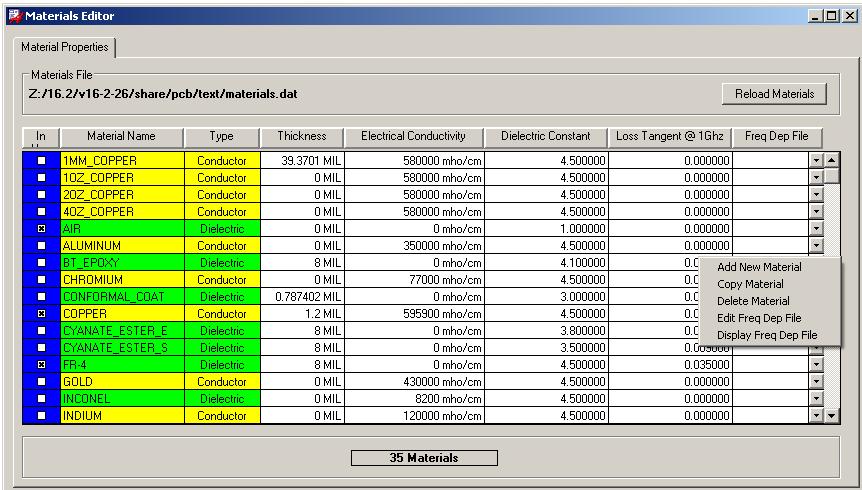 Materials Editor
Material Properties
Materials File
Z:/16.2/v16-2-26/share/pcb/text/materials.dat
Reload Materials
In Material Name Type Thickness Electrical Conductivity Dielectric Constant Loss Tangent @ 1Ghz Freq Dep File
1MM_COPPER Conductor 39.3701 MIL 580000 mho/cm 4.500000 0.000000
1OZ_COPPER Conductor 0 MIL 580000 mho/cm 4.500000 0.000000
2OZ_COPPER Conductor 0 MIL 580000 mho/cm 4.500000 0.000000
4OZ_COPPER Conductor 0 MIL 580000 mho/cm 4.500000 0.000000
AIR Dielectric 0 MIL 0 mho/cm 1.000000 0.000000
ALUMINUM Conductor 0 MIL 350000 mho/cm 4.500000 0.000000
BT_EPOXY Dielectric 8 MIL 0 mho/cm 4.100000 0.0
CHROMIUM Conductor 0 MIL 77000 mho/cm 4.500000 0.0
CONFORMAL_COAT Dielectric 0.787402 MIL 0 mho/cm 3.000000 0.0
COPPER Conductor 1.2 MIL 595900 mho/cm 4.500000 0.0
CYANATE_ESTER_E Dielectric 8 MIL 0 mho/cm 3.800000 0.0
CYANATE_ESTER_S Dielectric 8 MIL 0 mho/cm 3.500000
FR-4 Dielectric 8 MIL 0 mho/cm 4.500000 0.035000
GOLD Conductor 0 MIL 430000 mho/cm 4.500000 0.000000
INCONEL Dielectric 0 MIL 8200 mho/cm 4.500000 0.000000
INDIUM Conductor 0 MIL 120000 mho/cm 4.500000 0.000000
Add New Material
Copy Material
Delete Material
Edit Freq Dep File
Display Freq Dep File
35 Materials